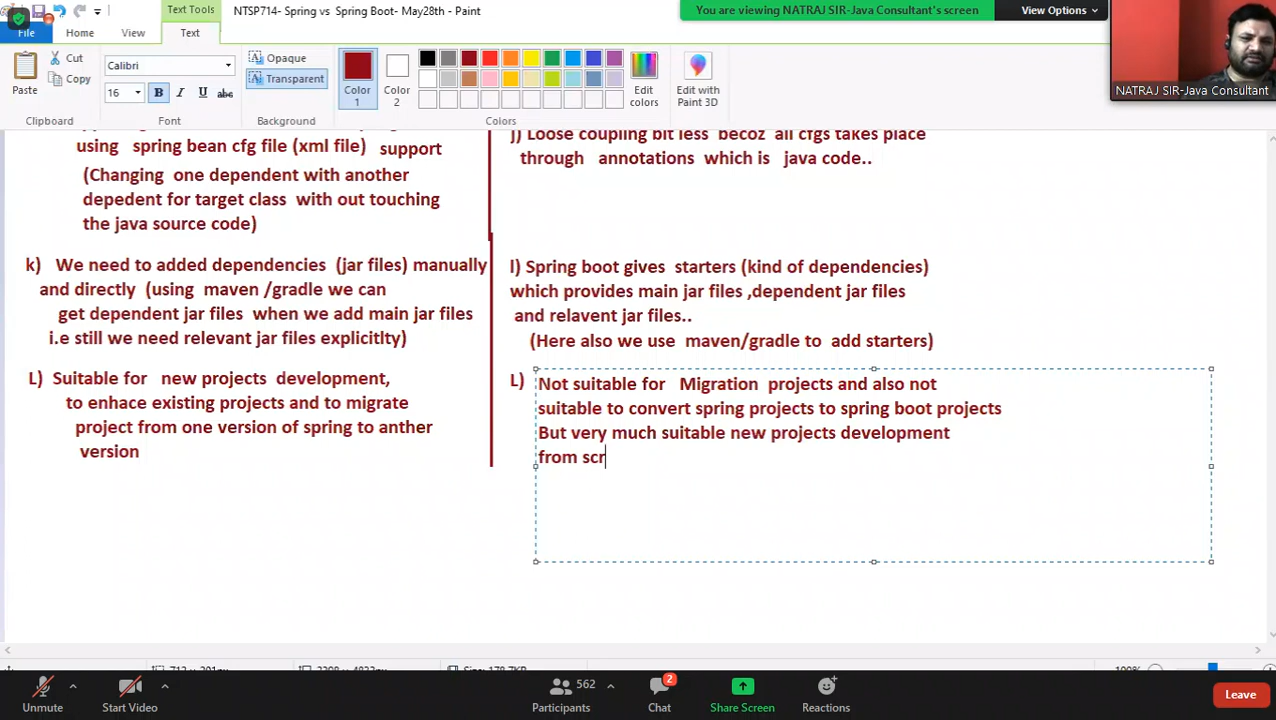 Text Tools
NTSP714- Spring vs Spring Boot- May28th - Paint
You are viewing NATRAJ SIR-Java Consultant's screen
View Options
File
Home
View
Text
Paste
Cut
Copy
Calibri
16
B
I
U
abc
Opaque
Transparent
Color
1
Color
2
Edit
colors
Edit with
Paint 3D
Clipboard
Font
Background
Colors
NATRAJ SIR-Java Consultant
using spring bean cfg file (xml file) support
(Changing one dependent with another
depedent for target class with out touching
the java source code)
j) Loose coupling bit less becoz all cfgs takes place
through annotations which is java code..
k) We need to added dependencies (jar files) manually
and directly (using maven /gradle we can
get dependent jar files when we add main jar files
i.e still we need relevant jar files explicitlty)
l) Spring boot gives starters (kind of dependencies)
which provides main jar files ,dependent jar files
and relavent jar files..
(Here also we use maven/gradle to add starters)
L) Suitable for new projects development,
to enhace existing projects and to migrate
project from one version of spring to anther
version
L) Not suitable for Migration projects and also not
suitable to convert spring projects to spring boot projects
But very much suitable new projects development
from scr
100%
Unmute
Start Video
562
Participants
2
Chat
Share Screen
Reactions
Leave